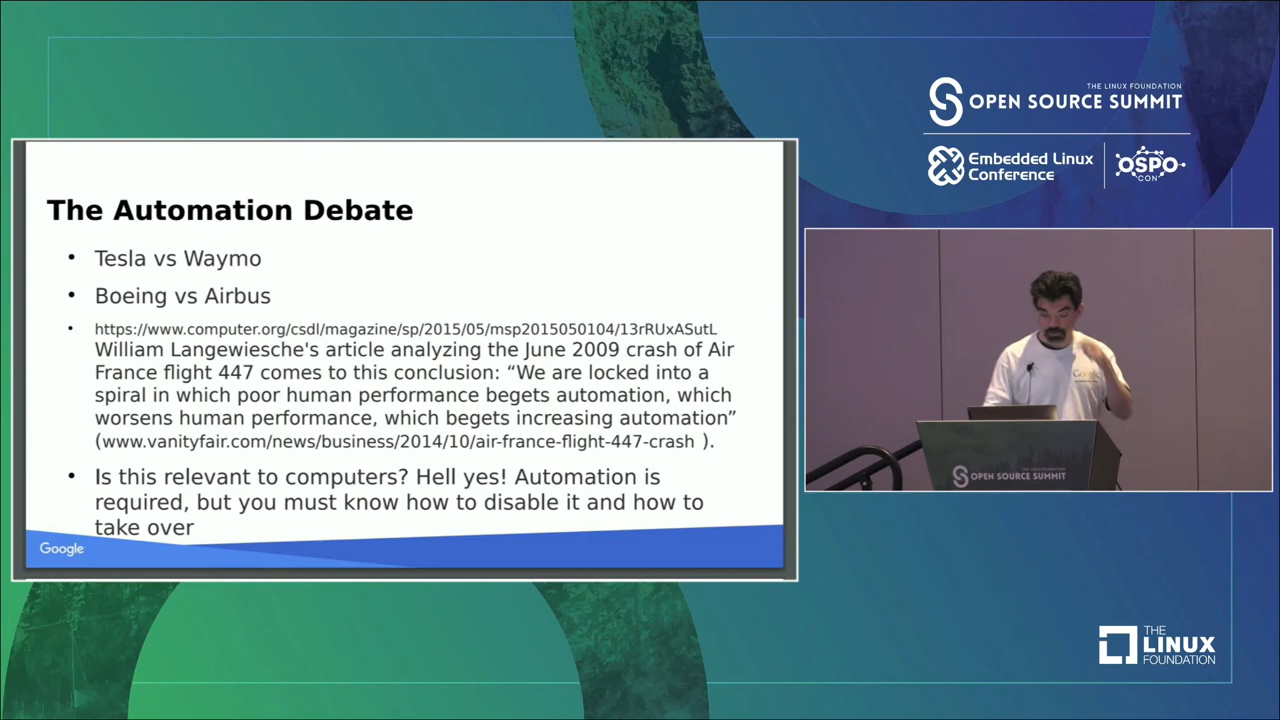 THE LINUX FOUNDATION
OPEN SOURCE SUMMIT
Embedded Linux
Conference
OSPO
CON
The Automation Debate
• Tesla vs Waymo
• Boeing vs Airbus
• https://www.computer.org/csdl/magazine/sp/2015/05/msp2015050104/13rRUxASutL
William Langewiesche's article analyzing the June 2009 crash of Air
France flight 447 comes to this conclusion: “We are locked into a
spiral in which poor human performance begets automation, which
worsens human performance, which begets increasing automation”
(www.vanityfair.com/news/business/2014/10/air-france-flight-447-crash ).
• Is this relevant to computers? Hell yes! Automation is
required, but you must know how to disable it and how to
take over
Google
Google
OPEN SOURCE SUMMIT
THE
LINUX
FOUNDATION